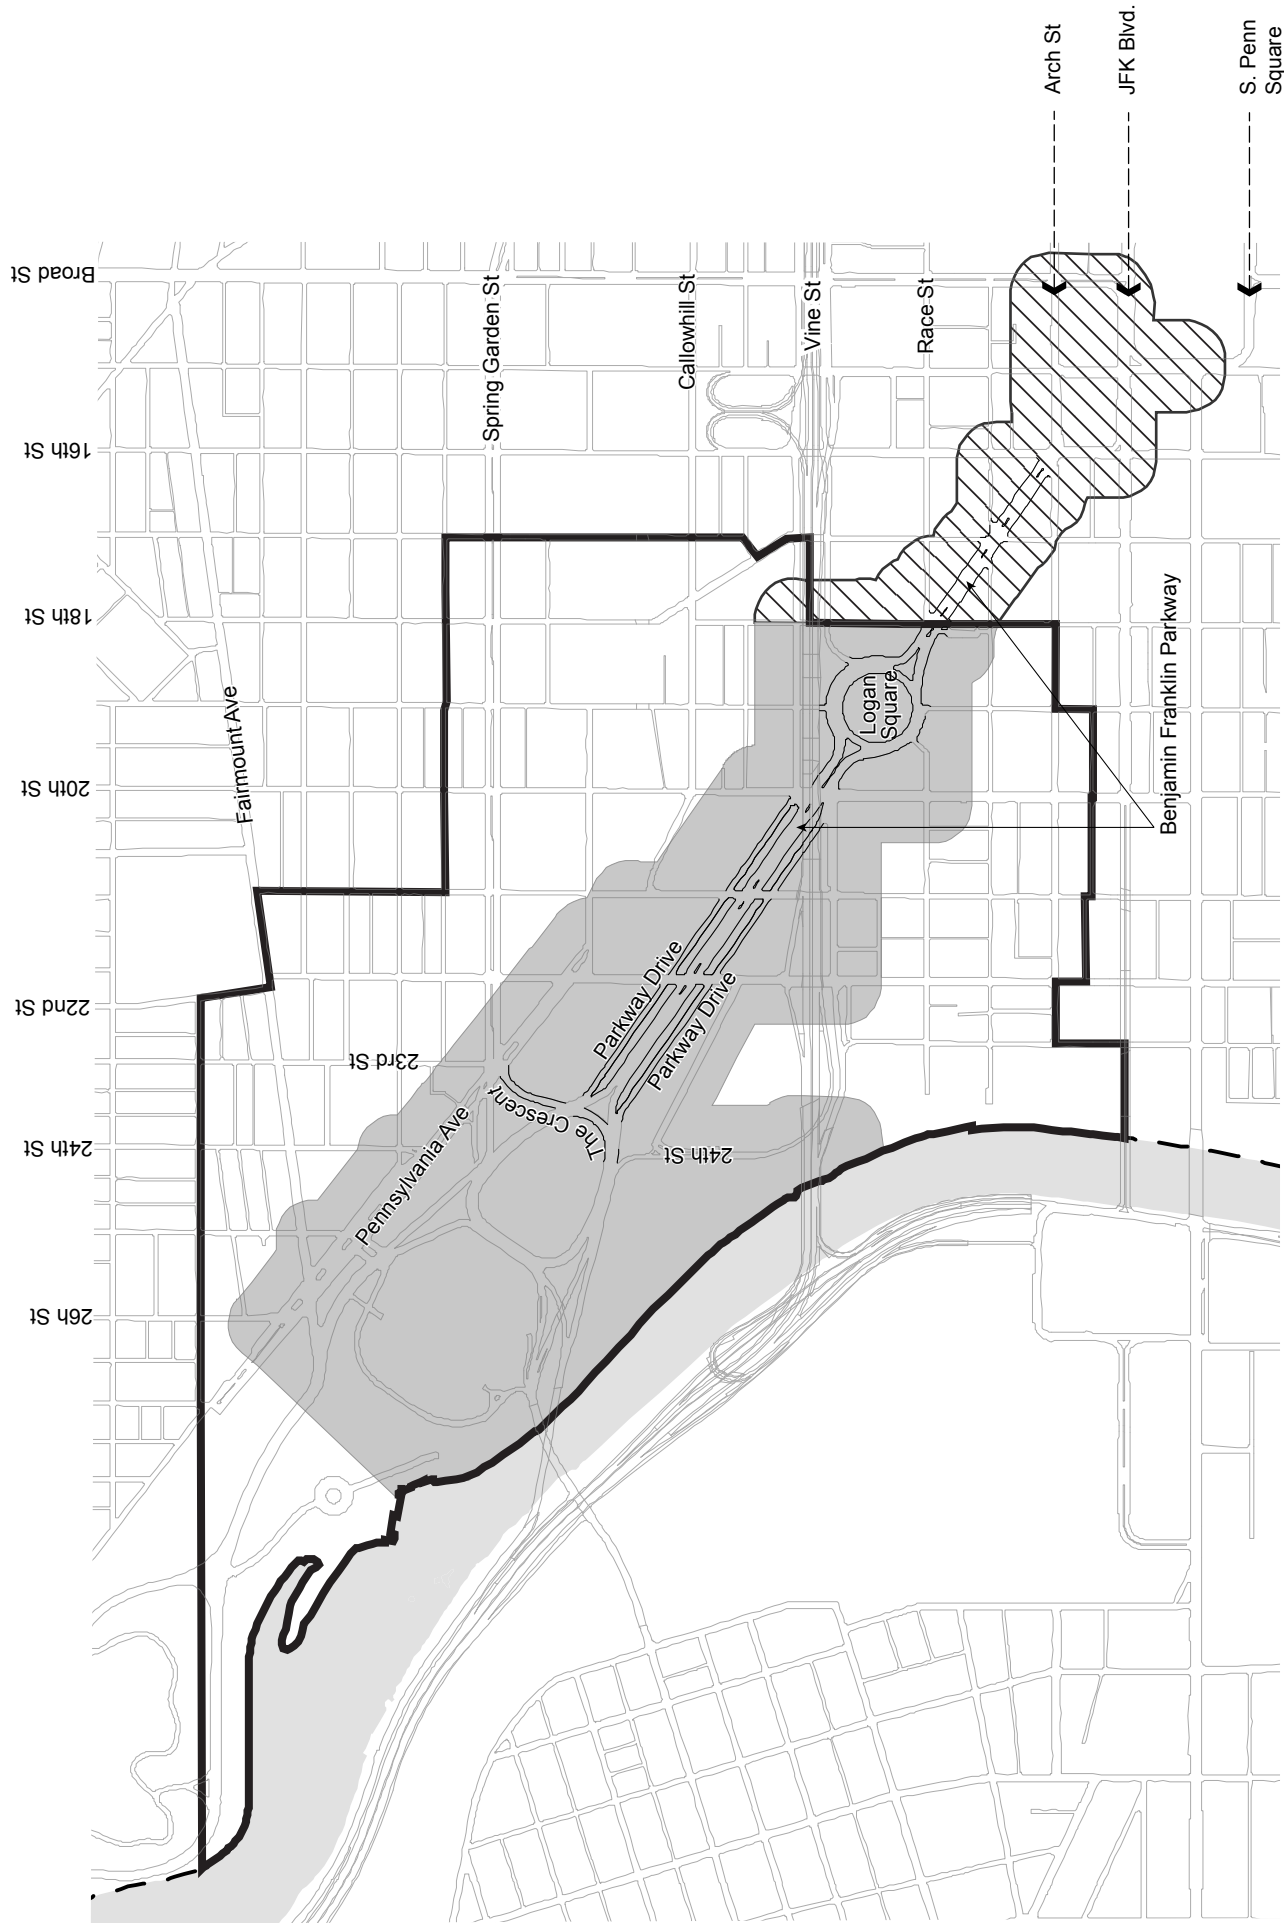 Arch St
JFK Blvd.
S. Penn
Square
Broad St
Spring Garden St
Callowhill St
Vine St
Race St
16th St
18th St
Fairmount Ave
20th St
Logan
Square
Benjamin Franklin Parkway
22nd St
23rd St
Parkway Drive
Parkway Drive
The Crescent
24th St
Pennsylvania Ave
24th St
26th St